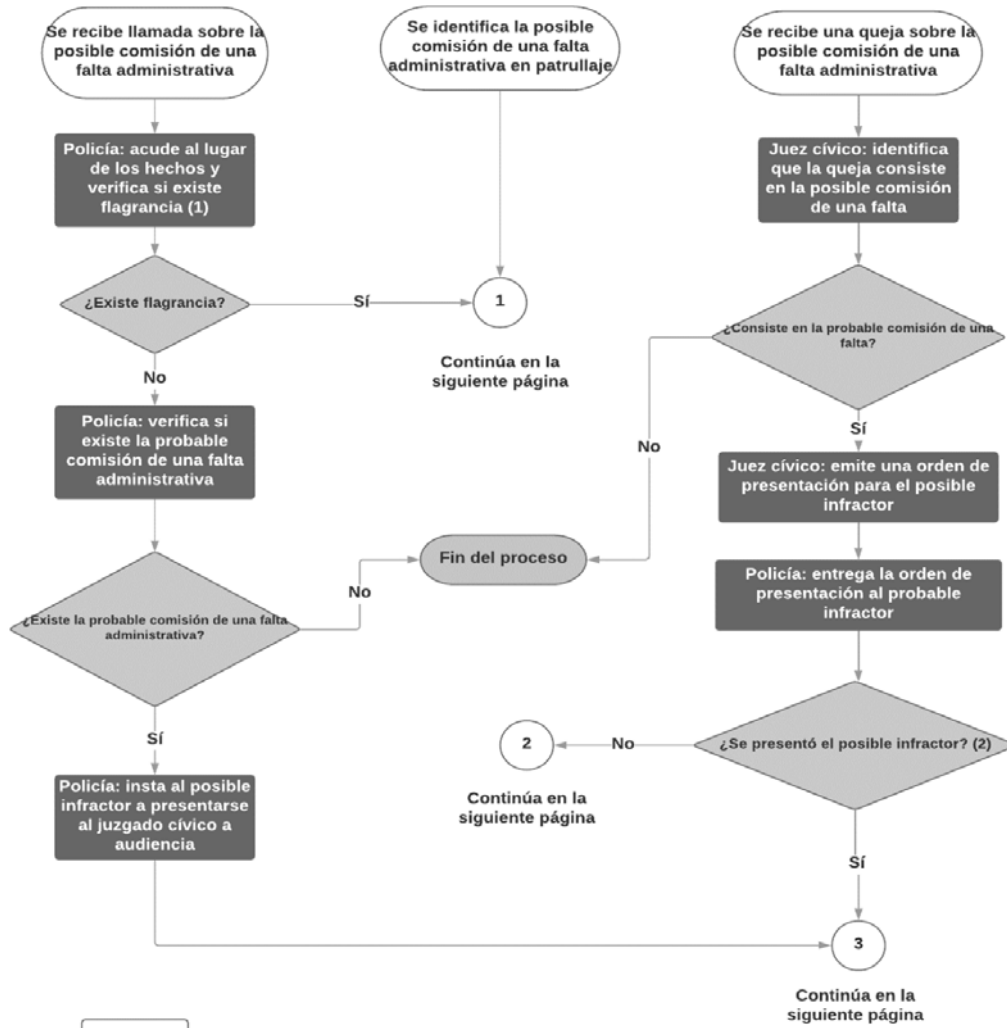 Se recibe llamada sobre la
posible comisión de una
falta administrativa
Se identifica la posible
comisión de una falta
administrativa en patrullaje
Se recibe una queja sobre la
posible comisión de una
falta administrativa
Policía: acude al lugar
de los hechos y
verifica si existe
flagrancia (1)
Juez cívico: identifica
que la queja consiste
en la posible comisión
de una falta
¿Existe flagrancia?
Sí
1
Continúa en la
siguiente página
¿Consiste en la probable comisión de una
falta?
No
No
Sí
Policía: verifica si
existe la probable
comisión de una falta
administrativa
Juez cívico: emite una orden de
presentación para el posible
infractor
Fin del proceso
Policía: entrega la orden de
presentación al probable
infractor
¿Existe la probable comisión de una falta
administrativa?
No
Sí
¿Se presentó el posible infractor? (2)
No
2
Continúa en la
siguiente página
Policía: insta al posible
infractor a presentarse
al juzgado cívico a
audiencia
Sí
3
Continúa en la
siguiente página